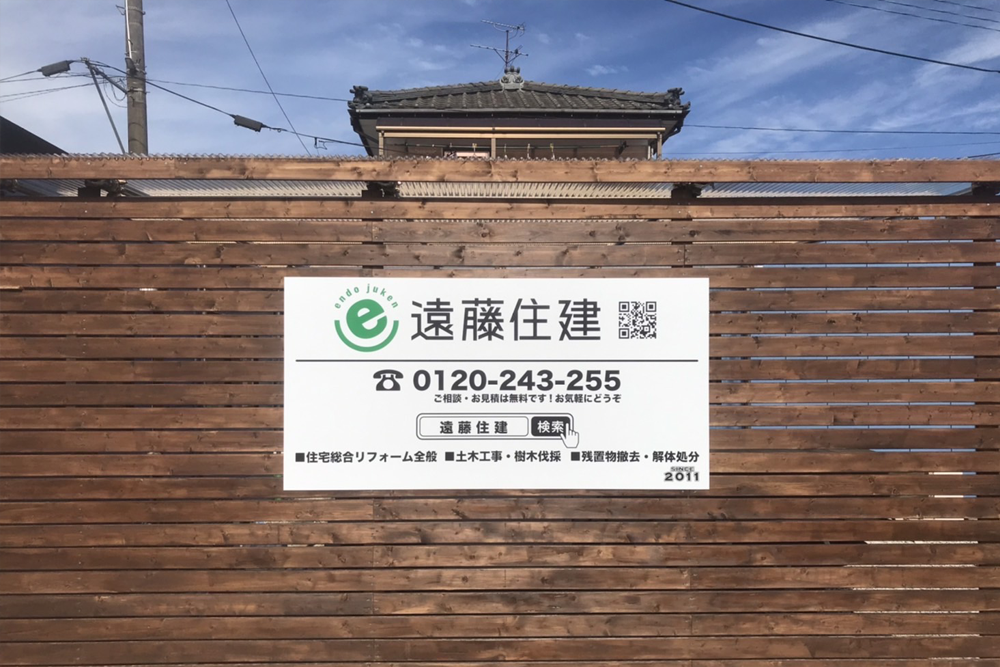 endo juken
e
遠藤住建
☎ 0120-243-255
ご相談・お見積は無料です！お気軽にどうぞ
遠藤住建 検索
■住宅総合リフォーム全般 ■土木工事・樹木伐採 ■残置物撤去・解体処分
SINCE
2011